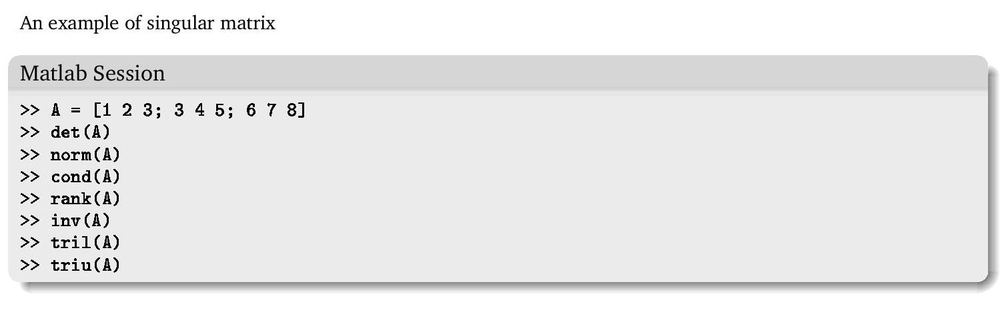 An example of singular matrix
Matlab Session
>> A = [1 2 3; 3 4 5; 6 7 8]
>> det(A)
>> norm(A)
>> cond(A)
>> rank(A)
>> inv(A)
>> tril(A)
>> triu(A)